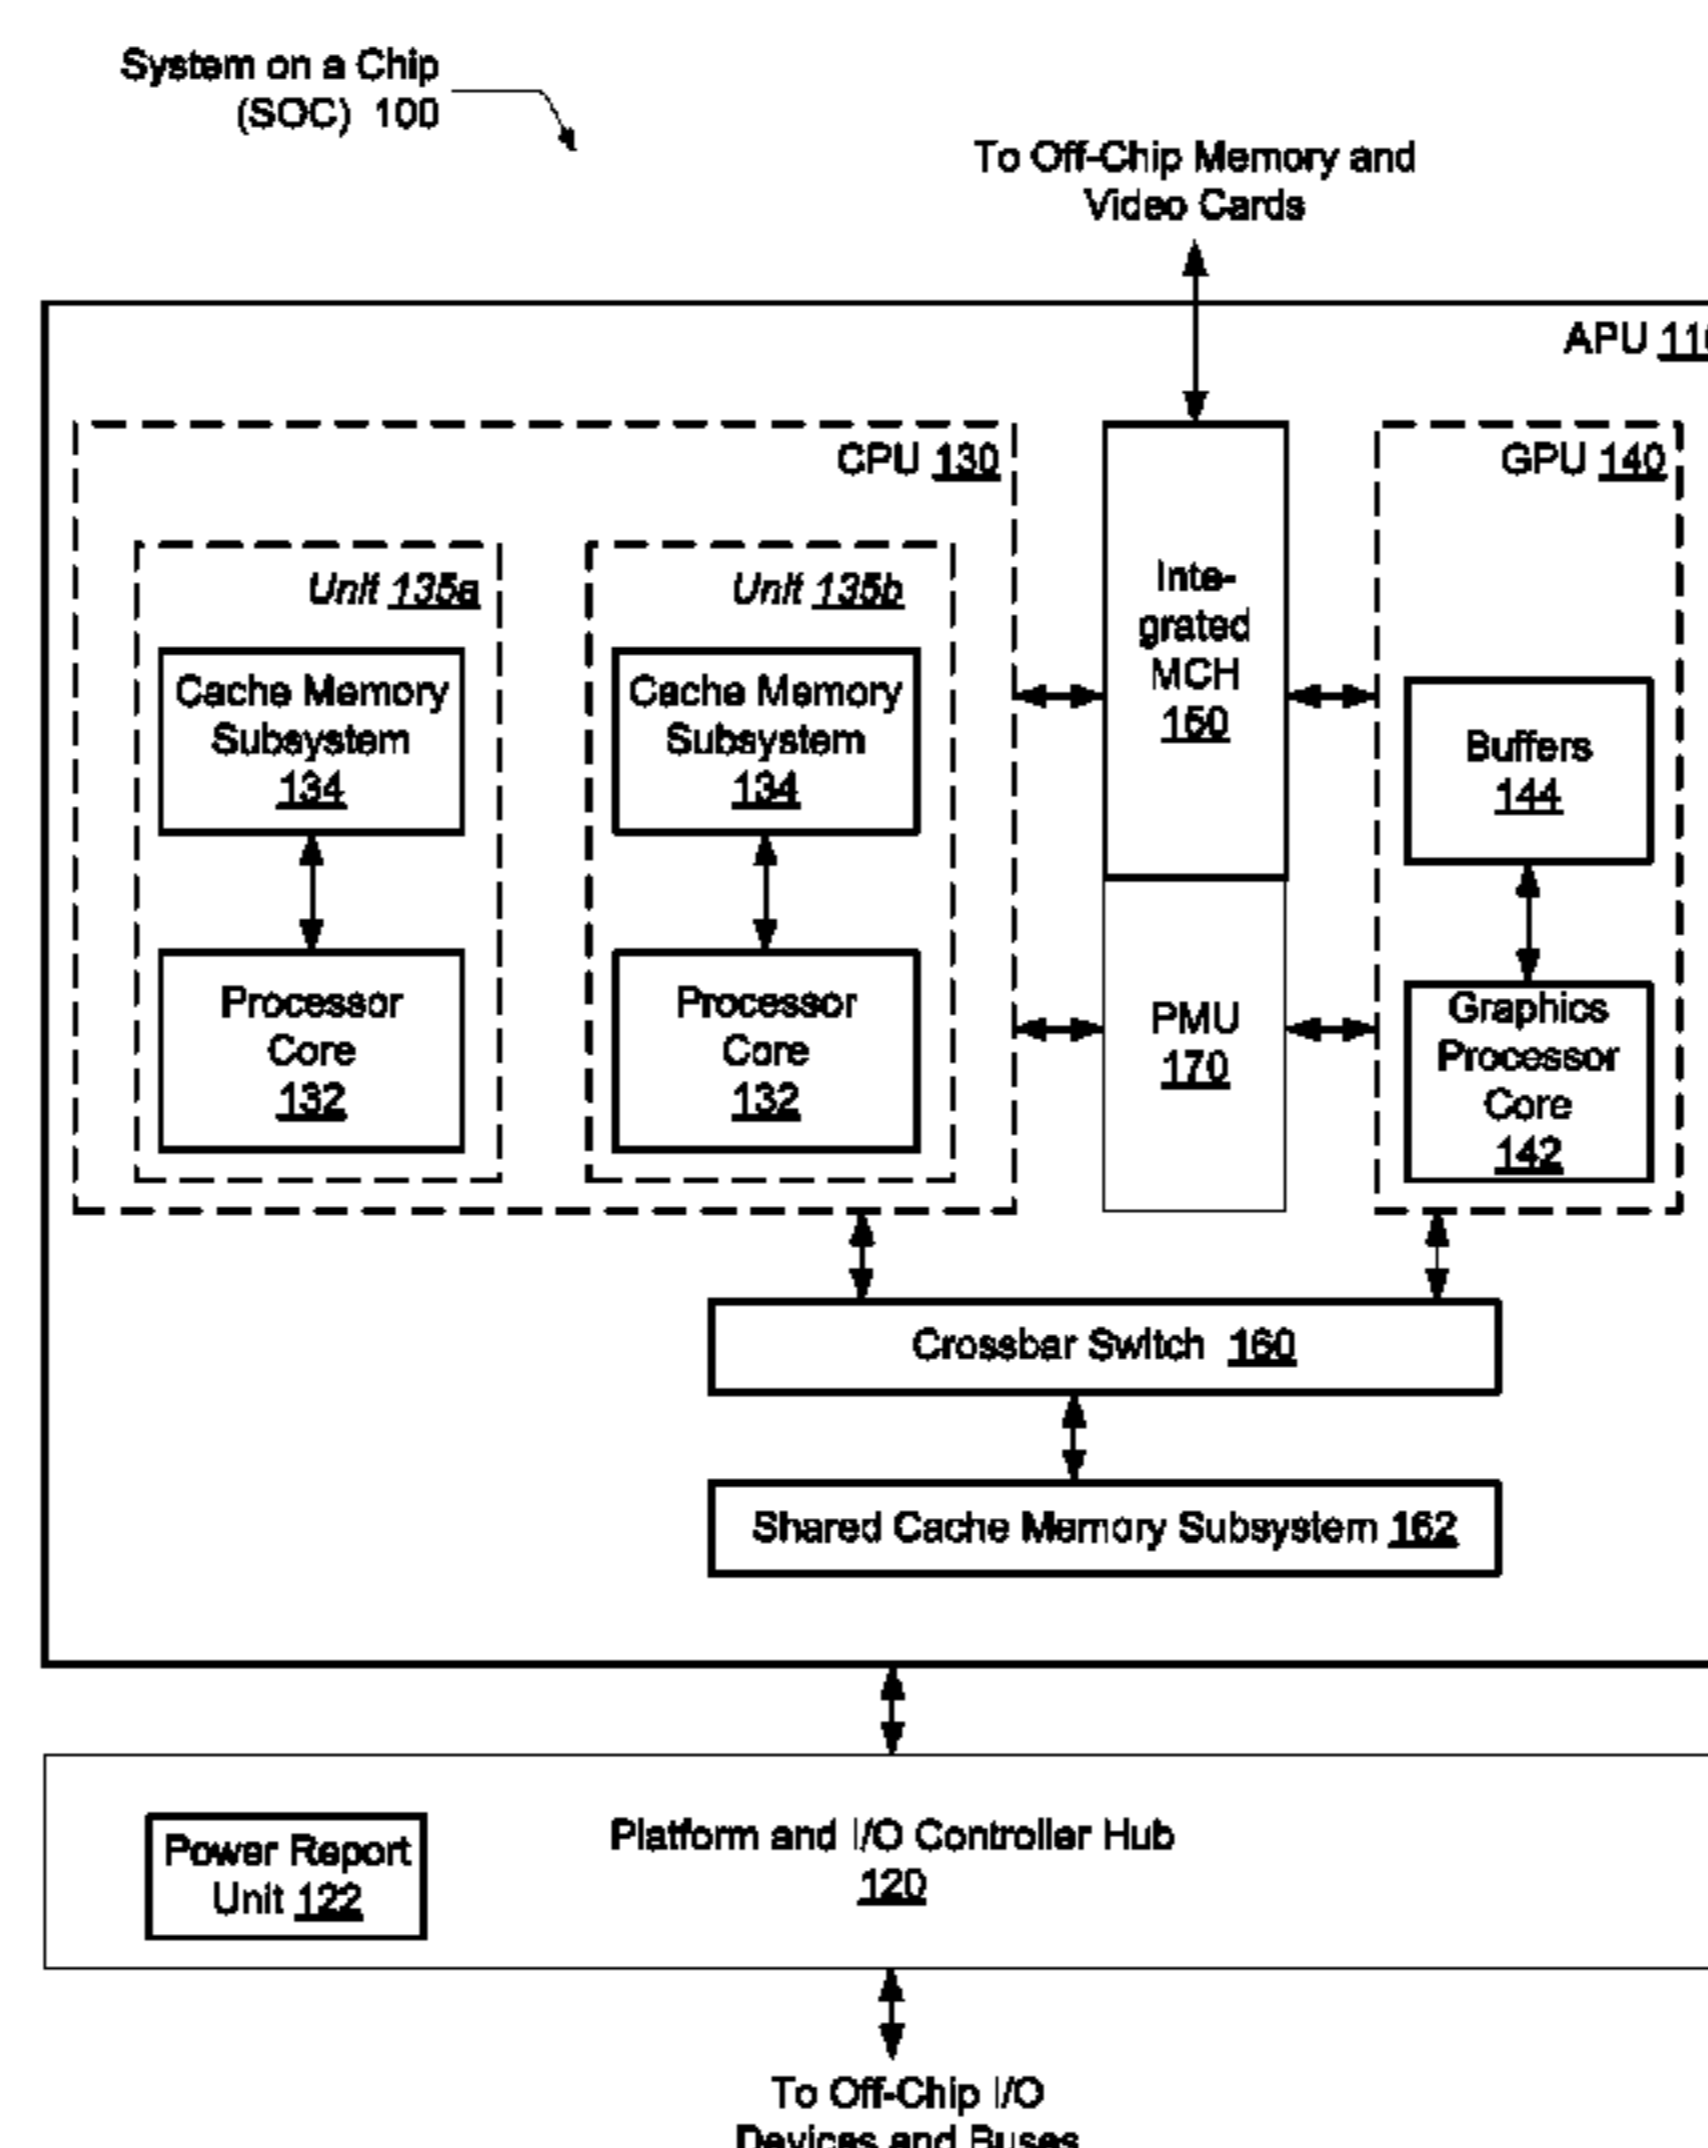 System on a Chip
(SOC) 100
To Off-Chip Memory and
Video Cards
APU
CPU 130
GPU 140
Unit 135a
Unit 135b
Cache Memory
Subsystem
134
Cache Memory
Subsystem
134
Inte-
grated
MCH
150
Buffers
144
Processor
Core
132
Processor
Core
132
PMU
170
Graphics
Processor
Core
142
Crossbar Switch 160
Shared Cache Memory Subsystem 162
Power Report
Unit 122
Platform and I/O Controller Hub
120
To Off-Chip I/O
Devices and Buses